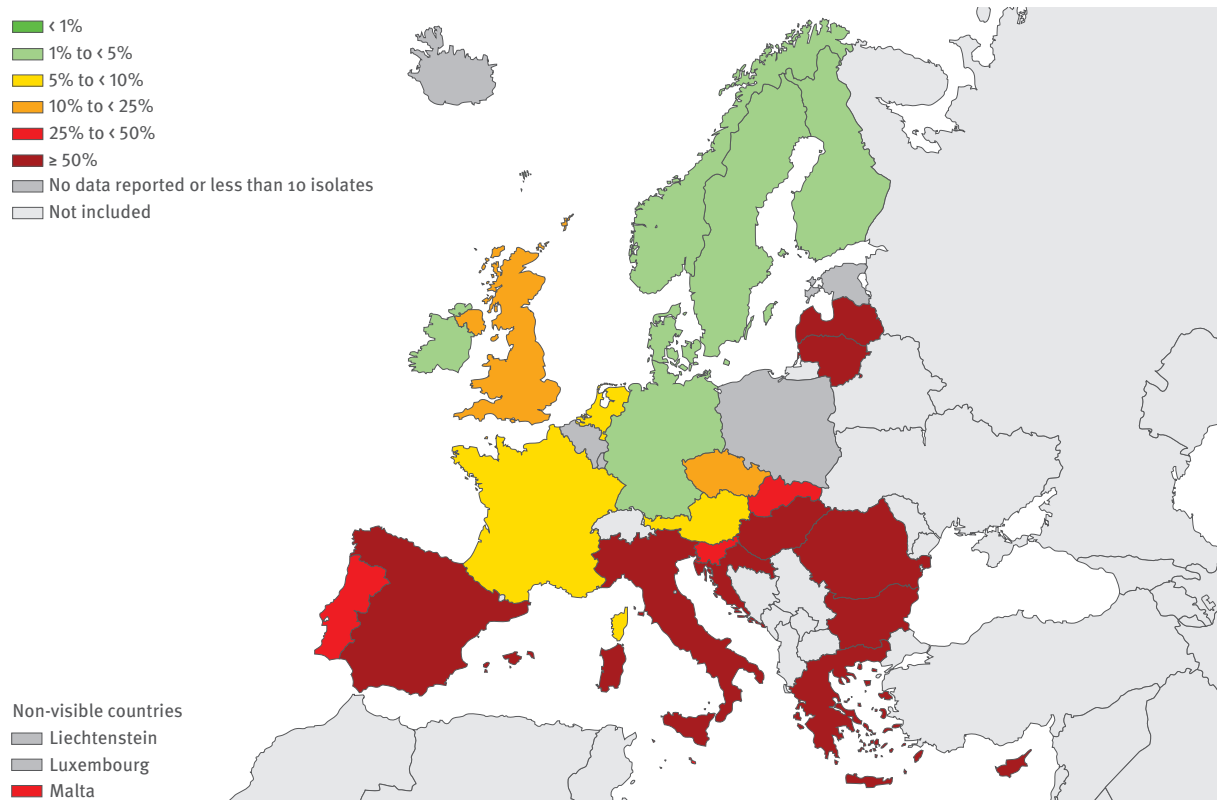 < 1%
1% to < 5%
5% to < 10%
10% to < 25%
25% to < 50%
≥ 50%
No data reported or less than 10 isolates
Not included
Non-visible countries
Liechtenstein
Luxembourg
Malta